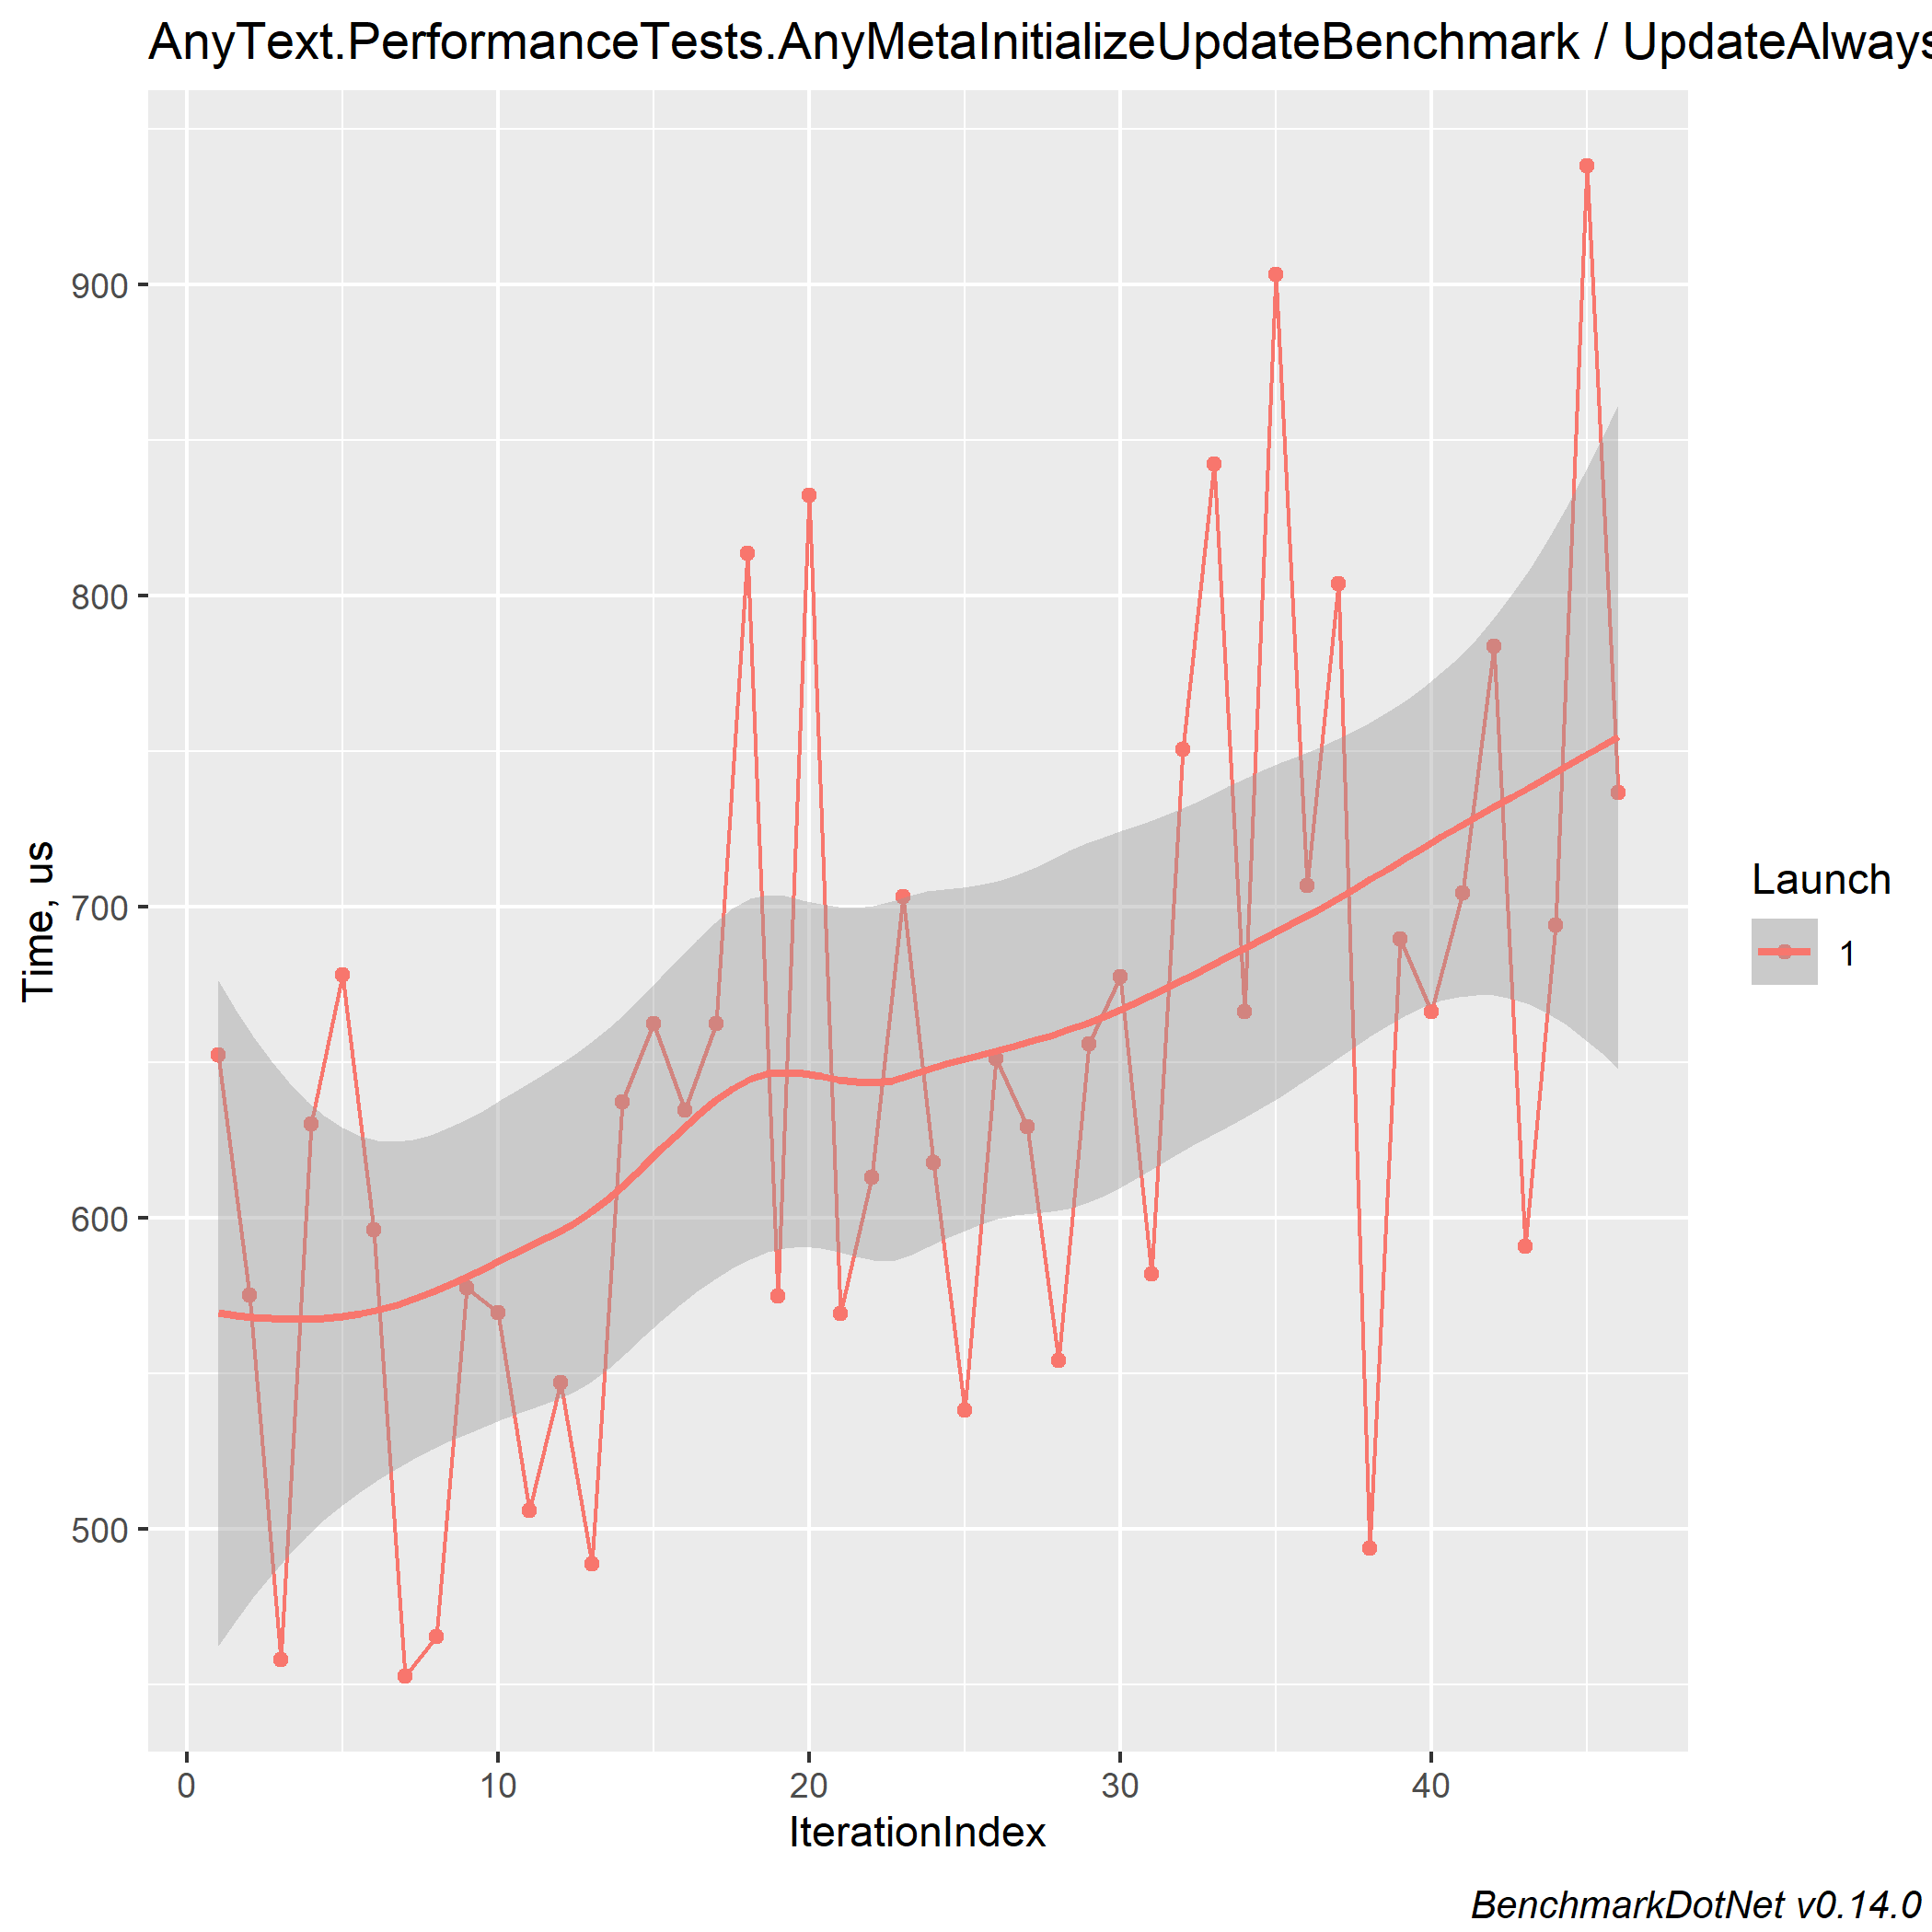 AnyText.PerformanceTests.AnyMetaInitializeUpdateBenchmark / UpdateAlways
900
800
700
600
500
Time, us
0 10 20 30 40
IterationIndex
Launch
1
BenchmarkDotNet v0.14.0